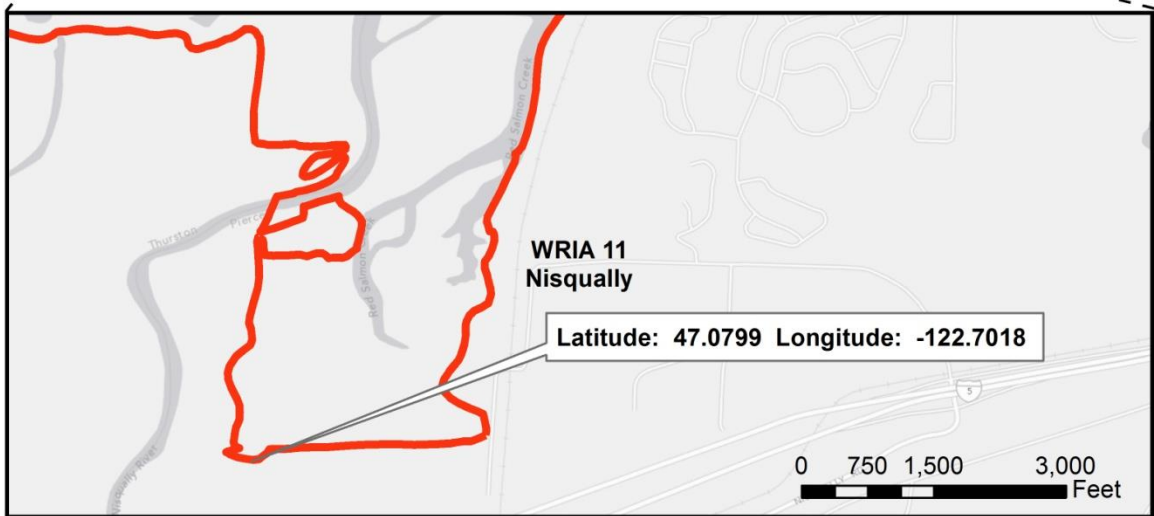 Red Salmon Creek
Thurston
Pierce
WRIA 11
Nisqually
Red Salmon Creek
Latitude: 47.0799 Longitude: -122.7018
5
Nisqually River
0 750 1,500 3,000
Feet